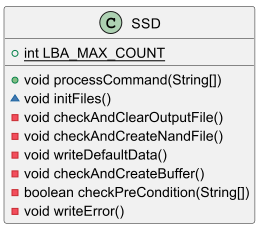 C SSD
int LBA_MAX_COUNT
void processCommand(String[])
void initFiles()
void checkAndClearOutputFile()
void checkAndCreateNandFile()
void writeDefaultData()
void checkAndCreateBuffer()
boolean checkPreCondition(String[])
void writeError()